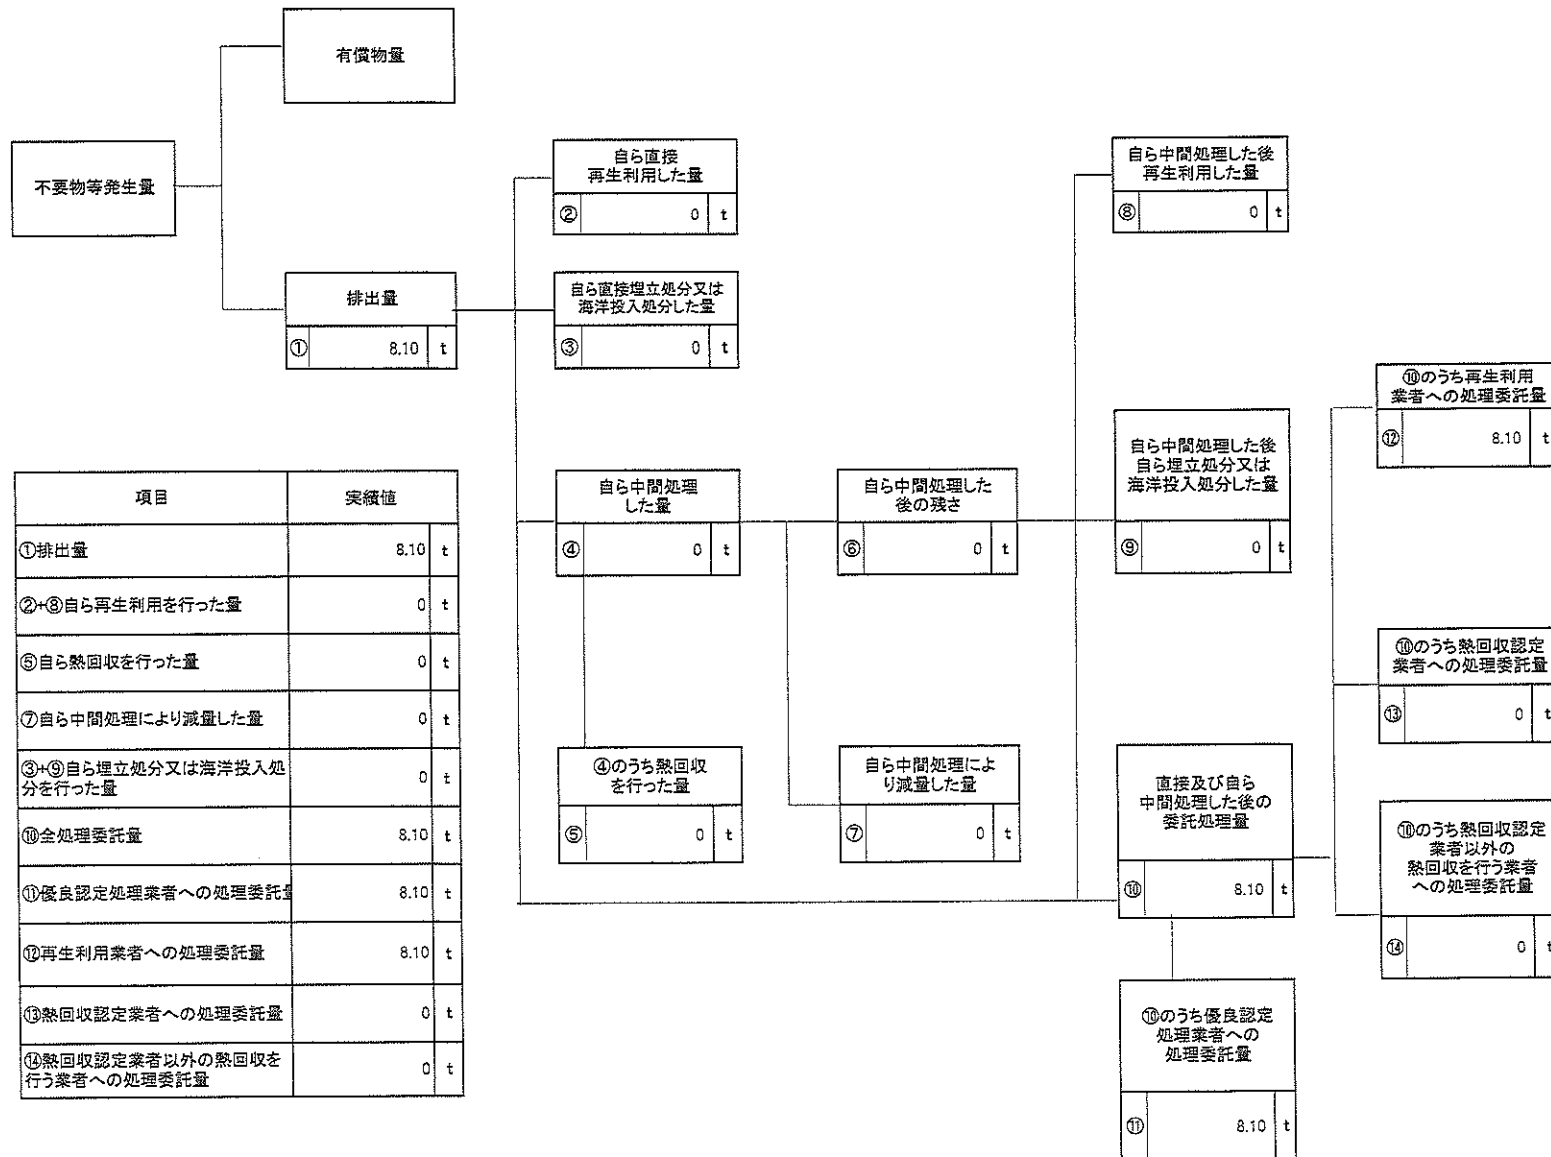 有償物量
不要物等発生量
排出量
① 8.10 t
自ら直接
再生利用した量
② 0 t
自ら直接埋立処分又は
海洋投入処分した量
③ 0 t
自ら中間処理
した量
④ 0 t
④のうち熱回収
を行った量
⑤ 0 t
自ら中間処理した
後の残さ
⑥ 0 t
自ら中間処理によ
り減量した量
⑦ 0 t
自ら中間処理した後
再生利用した量
⑧ 0 t
自ら中間処理した後
自ら埋立処分又は
海洋投入処分した量
⑨ 0 t
直接及び自ら
中間処理した後の
委託処理量
⑩ 8.10 t
⑩のうち優良認定
処理業者への
処理委託量
⑪ 8.10 t
⑩のうち再生利用
業者への処理委託量
⑫ 8.10 t
⑩のうち熱回収認定
業者への処理委託量
⑬ 0 t
⑩のうち熱回収認定
業者以外の
熱回収を行う業者
への処理委託量
⑭ 0 t
項目 実績値
①排出量 8.10 t
②+⑧自ら再生利用を行った量 0 t
⑤自ら熱回収を行った量 0 t
⑦自ら中間処理により減量した量 0 t
③+⑨自ら埋立処分又は海洋投入処
分を行った量 0 t
⑩全処理委託量 8.10 t
⑪優良認定処理業者への処理委託量 8.10 t
⑫再生利用業者への処理委託量 8.10 t
⑬熱回収認定業者への処理委託量 0 t
⑭熱回収認定業者以外の熱回収を
行う業者への処理委託量 0 t